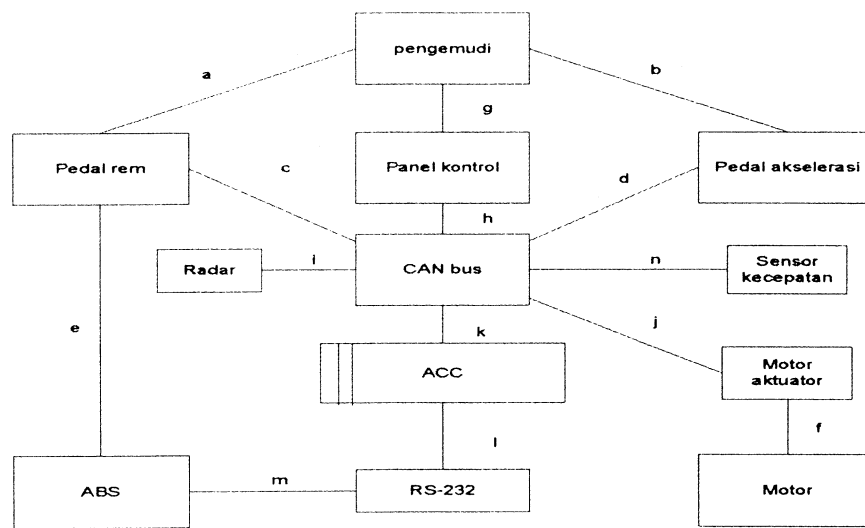 pengemudi
a
b
g
Pedal rem
c
Panel kontrol
d
Pedal akselerasi
h
Radar
i
CAN bus
n
Sensor
kecepatan
e
k
j
ACC
Motor
aktuator
l
f
ABS
m
RS-232
Motor